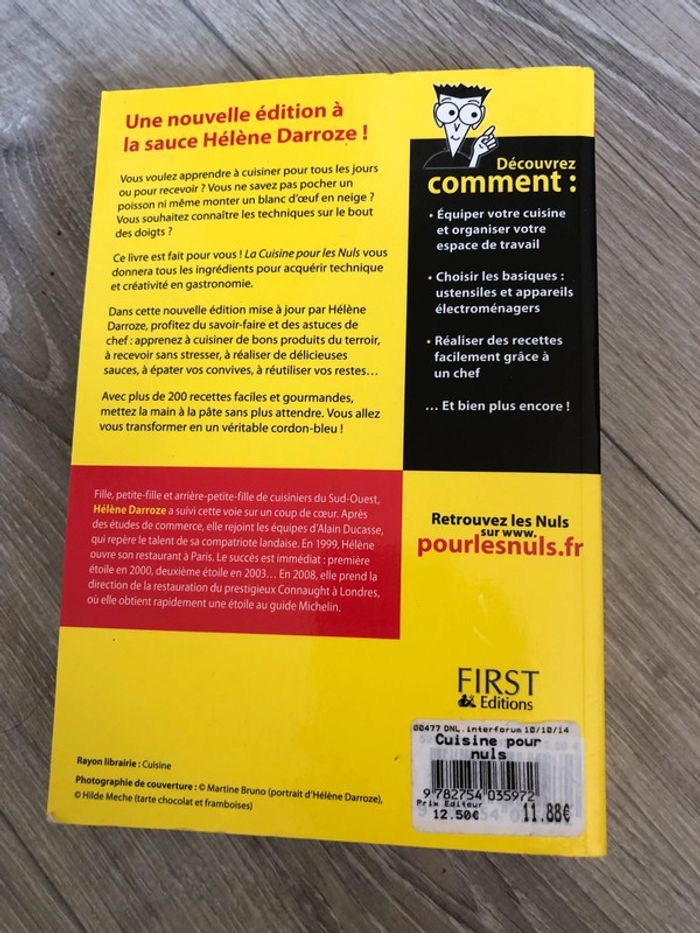 Une nouvelle édition à
la sauce Hélène Darroze !
Vous voulez apprendre à cuisiner pour tous les jours
ou pour recevoir ? Vous ne savez pas pocher un
poisson ni même monter un blanc d'œuf en neige ?
Vous souhaitez connaître les techniques sur le bout
des doigts ?
Ce livre est fait pour vous ! La Cuisine pour les Nuls vous
donnera tous les ingrédients pour acquérir technique
et créativité en gastronomie.
Dans cette nouvelle édition mise à jour par Hélène
Darroze, profitez du savoir-faire et des astuces de
chef : apprenez à cuisiner de bons produits du terroir,
à recevoir sans stresser, à réaliser de délicieuses
sauces, à épater vos convives, à réutiliser vos restes…
Avec plus de 200 recettes faciles et gourmandes,
mettez la main à la pâte sans plus attendre. Vous allez
vous transformer en un véritable cordon-bleu !
Découvrez
comment :
• Équiper votre cuisine
et organiser votre
espace de travail
• Choisir les basiques :
ustensiles et appareils
électroménagers
• Réaliser des recettes
facilement grâce à
un chef
… Et bien plus encore !
Fille, petite-fille et arrière-petite-fille de cuisiniers du Sud-Ouest,
Hélène Darroze a suivi cette voie sur un coup de cœur. Après
des études de commerce, elle rejoint les équipes d'Alain Ducasse,
qui repère le talent de sa compatriote landaise. En 1999, Hélène
ouvre son restaurant à Paris. Le succès est immédiat : première
étoile en 2000, deuxième étoile en 2003… En 2008, elle prend la
direction de la restauration du prestigieux Connaught à Londres,
où elle obtient rapidement une étoile au guide Michelin.
Retrouvez les Nuls
sur www.
pourlesnuls.fr
FIRST
Editions
Rayon librairie : Cuisine
Photographie de couverture : © Martine Bruno (portrait d'Hélène Darroze),
© Hilde Meche (tarte chocolat et framboises)
00477 DNL.interforum 10/10/14
Cuisine pour
nuls
9 782754 035972
Prix Editeur
12.50€ 11.88€